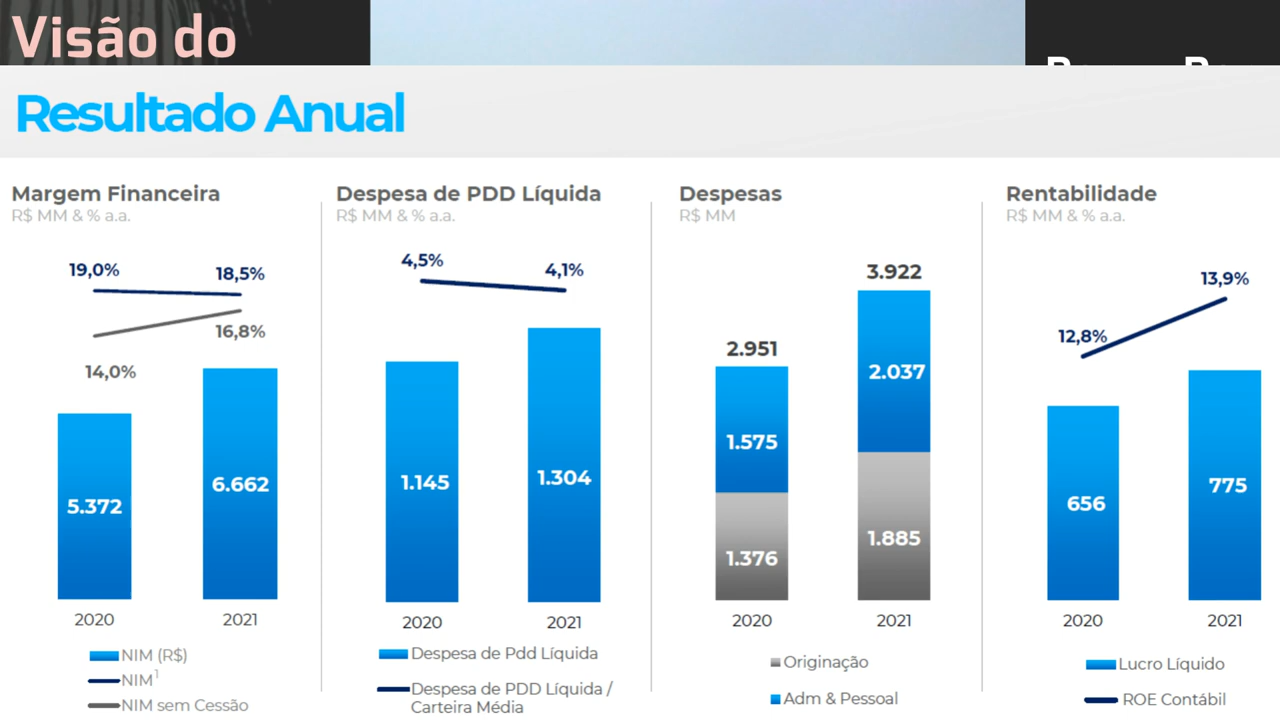 Visão do
Resultado Anual
Margem Financeira
R$ MM & % a.a.
19,0%
18,5%
16,8%
14,0%
5.372
6.662
2020
2021
NIM (R$)
NIM¹
NIM sem Cessão
Despesa de PDD Líquida
R$ MM & % a.a.
4,5%
4,1%
1.145
1.304
2020
2021
Despesa de Pdd Líquida
Despesa de PDD Líquida /
Carteira Média
Despesas
R$ MM
2.951
3.922
1.575
2.037
1.376
1.885
2020
2021
Originação
Adm & Pessoal
Rentabilidade
R$ MM & % a.a.
12,8%
13,9%
656
775
2020
2021
Lucro Líquido
ROE Contábil